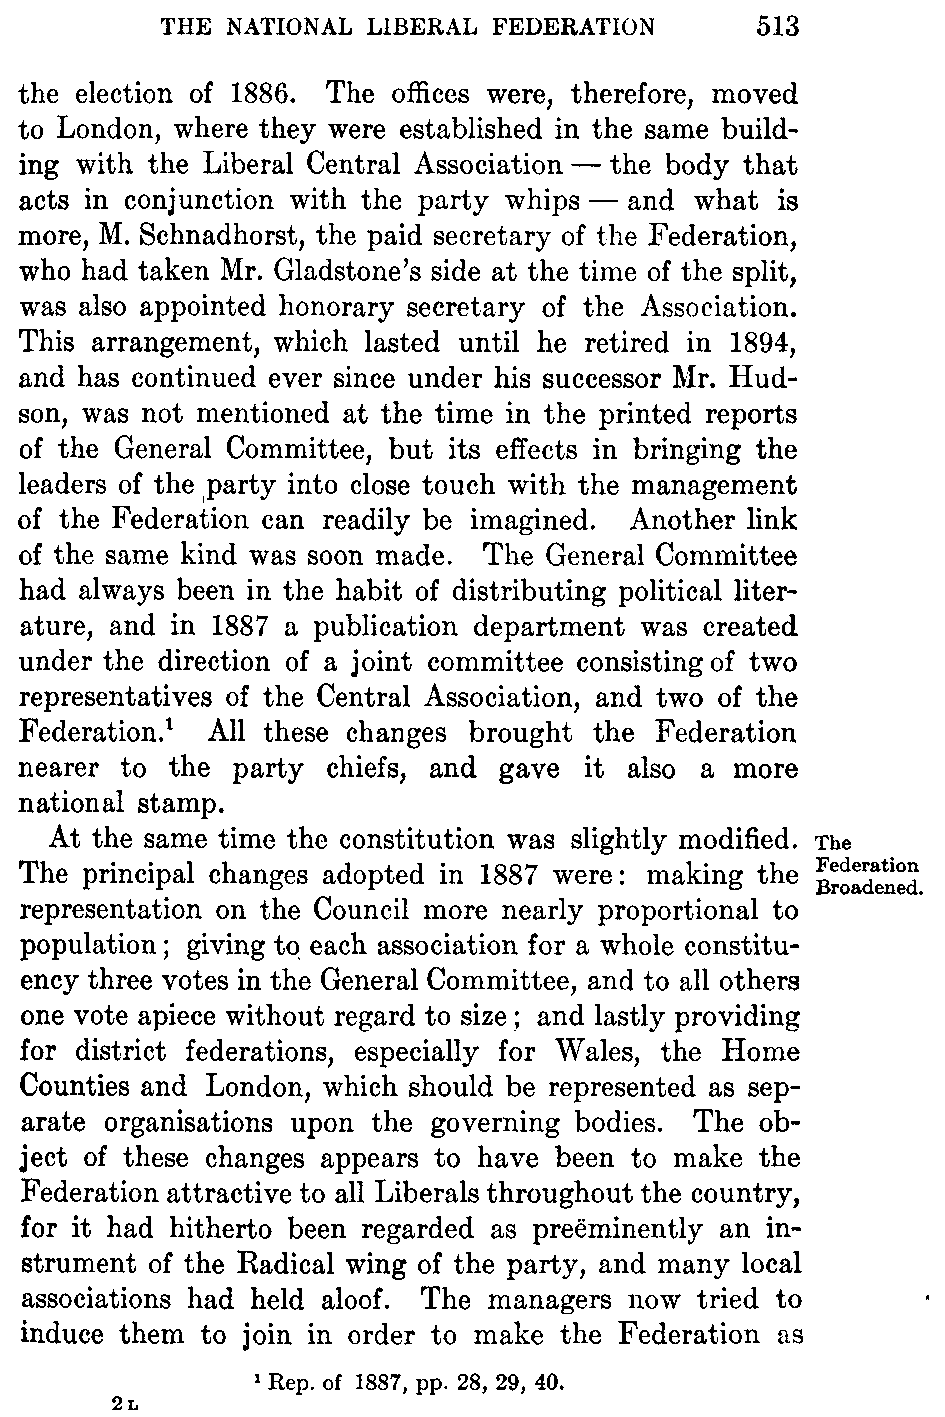 THE NATIONAL LIBERAL FEDERATION 513
the election of 1886. The offices were, therefore, moved
to London, where they were established in the same build-
ing with the Liberal Central Association — the body that
acts in conjunction with the party whips — and what is
more, M. Schnadhorst, the paid secretary of the Federation,
who had taken Mr. Gladstone's side at the time of the split,
was also appointed honorary secretary of the Association.
This arrangement, which lasted until he retired in 1894,
and has continued ever since under his successor Mr. Hud-
son, was not mentioned at the time in the printed reports
of the General Committee, but its effects in bringing the
leaders of the party into close touch with the management
of the Federation can readily be imagined. Another link
of the same kind was soon made. The General Committee
had always been in the habit of distributing political liter-
ature, and in 1887 a publication department was created
under the direction of a joint committee consisting of two
representatives of the Central Association, and two of the
Federation.¹ All these changes brought the Federation
nearer to the party chiefs, and gave it also a more
national stamp.
At the same time the constitution was slightly modified.
The principal changes adopted in 1887 were: making the
representation on the Council more nearly proportional to
population; giving to each association for a whole constitu-
ency three votes in the General Committee, and to all others
one vote apiece without regard to size; and lastly providing
for district federations, especially for Wales, the Home
Counties and London, which should be represented as sep-
arate organisations upon the governing bodies. The ob-
ject of these changes appears to have been to make the
Federation attractive to all Liberals throughout the country,
for it had hitherto been regarded as preëminently an in-
strument of the Radical wing of the party, and many local
associations had held aloof. The managers now tried to
induce them to join in order to make the Federation as
The
Federation
Broadened.
¹ Rep. of 1887, pp. 28, 29, 40.
2 L